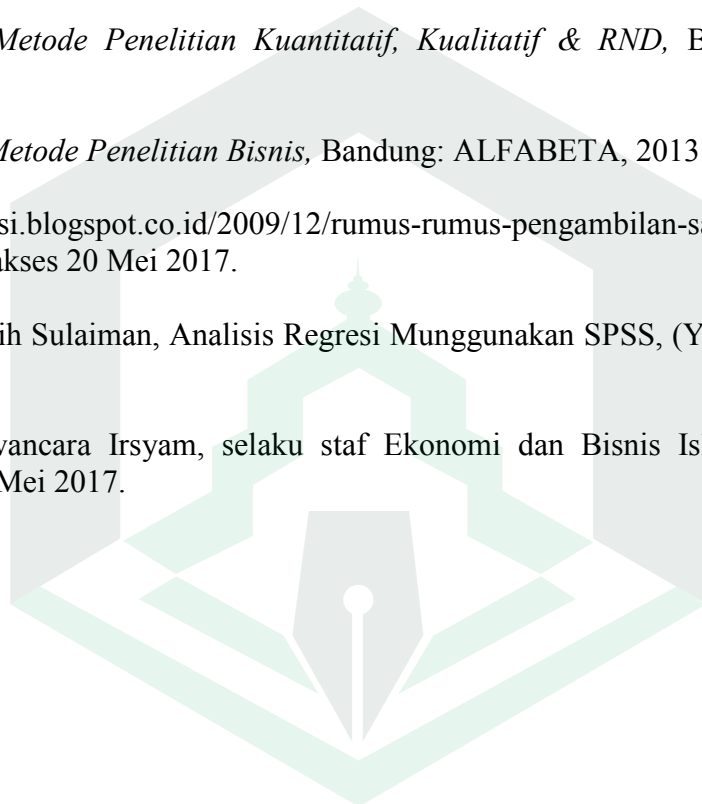 Metode Penelitian Kuantitatif, Kualitatif & RND, B
Metode Penelitian Bisnis, Bandung: ALFABETA, 2013
si.blogspot.co.id/2009/12/rumus-rumus-pengambilan-sa
akses 20 Mei 2017.
ih Sulaiman, Analisis Regresi Munggunakan SPSS, (Y
vancara Irsyam, selaku staf Ekonomi dan Bisnis Isl
Mei 2017.